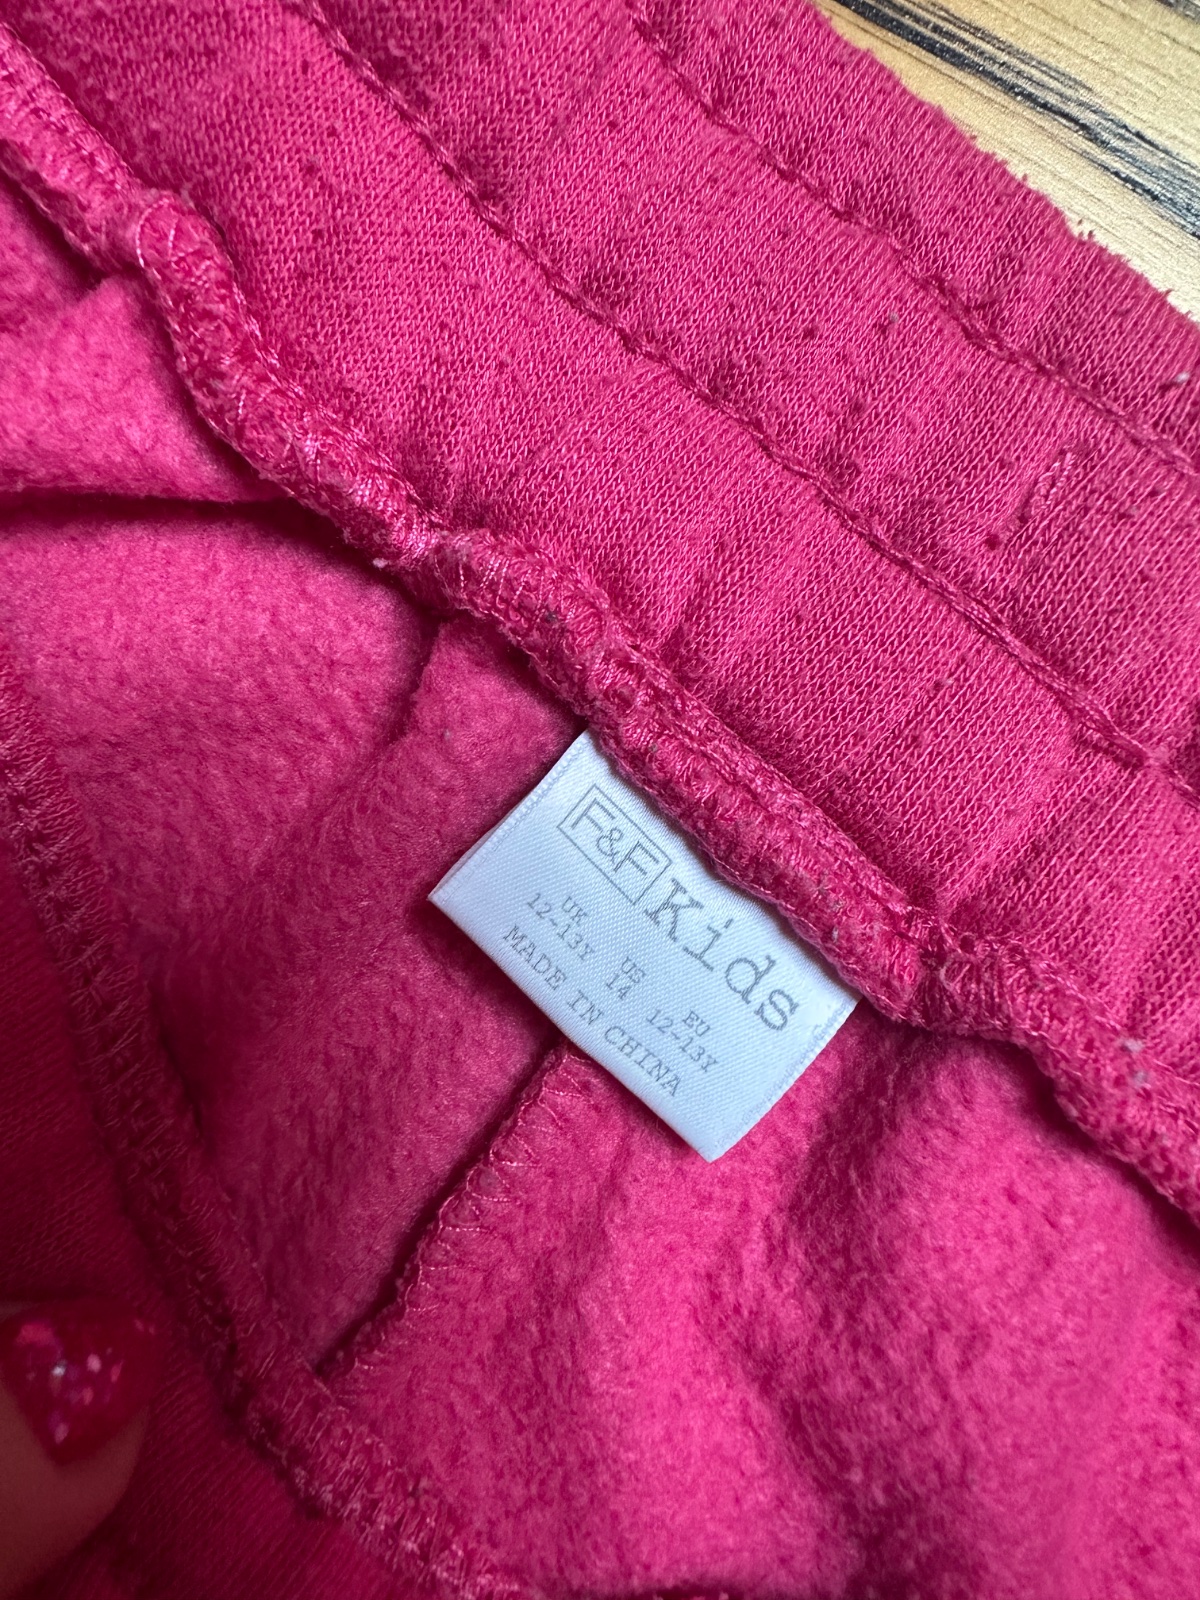 F&F Kids
UK US EU
12-13Y 14 12-13Y
MADE IN CHINA